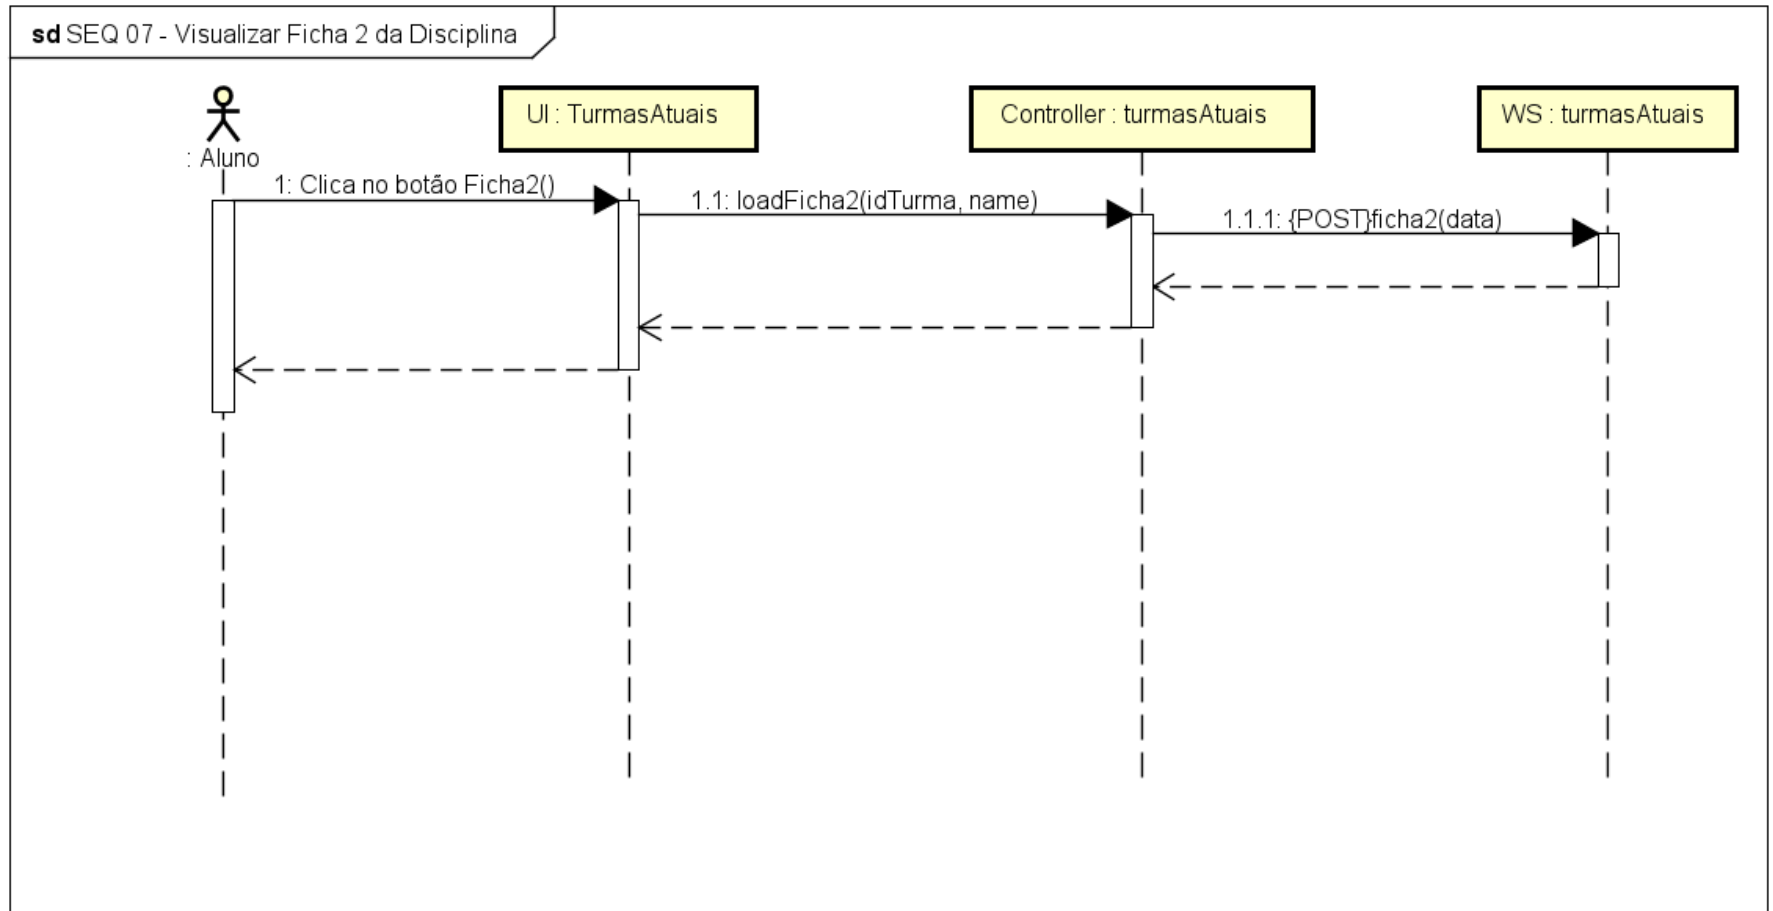 sd SEQ 07 - Visualizar Ficha 2 da Disciplina
: Aluno
UI : TurmasAtuais
Controller : turmasAtuais
WS : turmasAtuais
1: Clica no botão Ficha2()
1.1: loadFicha2(idTurma, name)
1.1.1: {POST}ficha2(data)